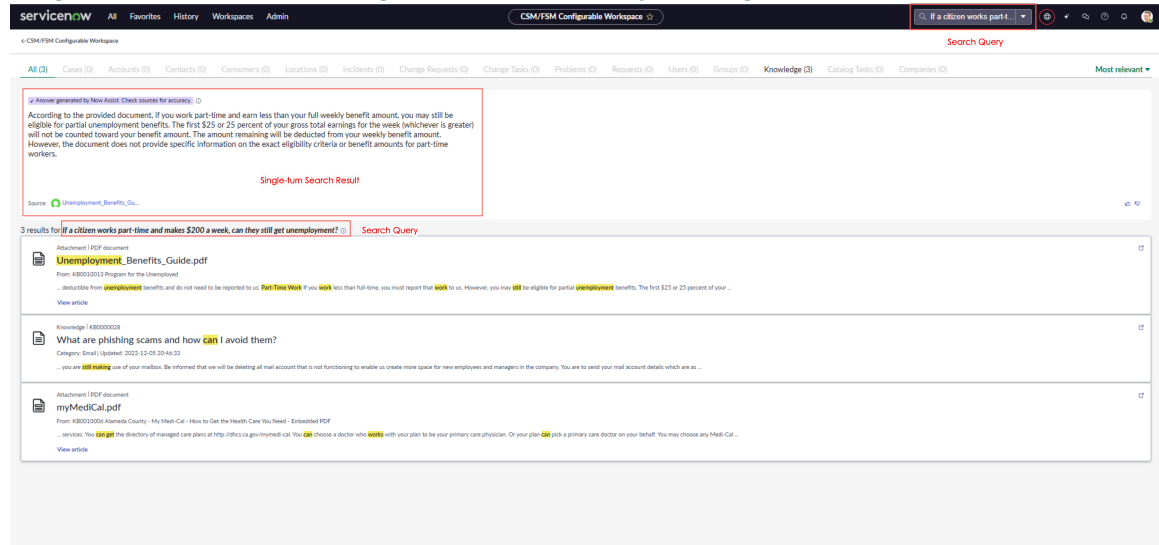 servicenow All Favorites History Workspaces Admin CSM/FSM Configurable Workspace If a citizen works part-t...
CSM/FSM Configurable Workspace
Search Query
All (3) Cases (0) Accounts (0) Contacts (0) Consumers (0) Locations (0) Incidents (0) Change Requests (0) Change Tasks (0) Problems (0) Requests (0) Users (0) Groups (0) Knowledge (3) Catalog Tasks (0) Companies (0) Most relevant
Answer generated by Now Assist. Check sources for accuracy.
According to the provided document, if you work part-time and earn less than your full weekly benefit amount, you may still be
eligible for partial unemployment benefits. The first $25 or 25 percent of your gross total earnings for the week (whichever is greater)
will not be counted toward your benefit amount. The amount remaining will be deducted from your weekly benefit amount.
However, the document does not provide specific information on the exact eligibility criteria or benefit amounts for part-time
workers.
Single-turn Search Result
Source: Unemployment_Benefits_Gu...
3 results for If a citizen works part-time and makes $200 a week, can they still get unemployment? Search Query
Attachment | PDF document
Unemployment_Benefits_Guide.pdf
From: KB0010013 Program for the Unemployed
... deductible from unemployment benefits and do not need to be reported to us. Part-Time Work If you work less than full-time, you must report that work to us. However, you may still be eligible for partial unemployment benefits. The first $25 or 25 percent of your ...
View article
Knowledge | KB0000028
What are phishing scams and how can I avoid them?
Category: Email | Updated: 2022-12-05 20:46:33
... you are still making use of your mailbox. Be informed that we will be deleting all mail account that is not functioning to enable us create more space for new employees and managers in the company, You are to send your mail account details which are as ...
Attachment | PDF document
myMediCal.pdf
From: KB0010006 Alameda County - My Medi-Cal - How to Get the Health Care You Need - Embedded PDF
... services. You can get the directory of managed care plans at http://dhcs.ca.gov/mymedi-cal. You can choose a doctor who works with your plan to be your primary care physician. Or your plan can pick a primary care doctor on your behalf. You may choose any Medi-Cal ...
View article